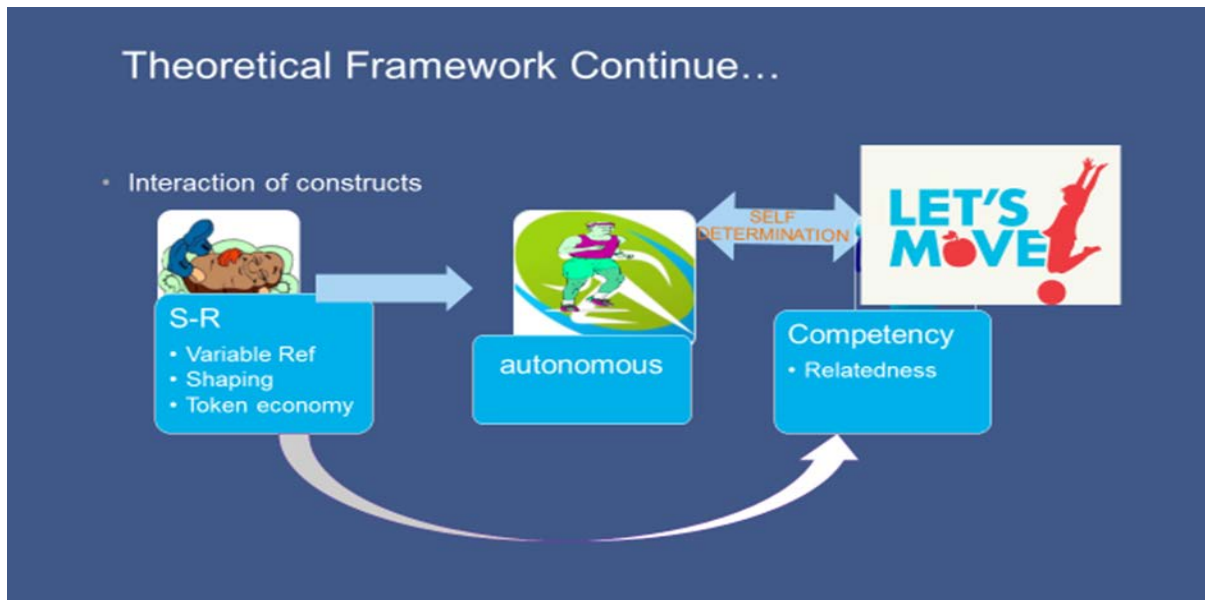 Theoretical Framework Continue…
• Interaction of constructs
S-R
• Variable Ref
• Shaping
• Token economy
autonomous
SELF
DETERMINATION
LET'S
MOVE!
Competency
• Relatedness